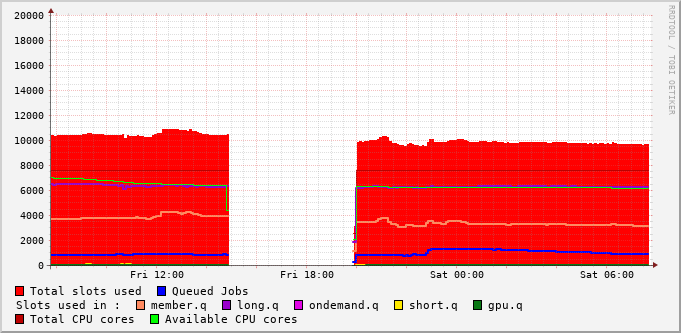 20000
18000
16000
14000
12000
10000
8000
6000
4000
2000
0
Fri 12:00 Fri 18:00 Sat 00:00 Sat 06:00
Total slots used Queued Jobs
Slots used in : member.q long.q ondemand.q short.q gpu.q
Total CPU cores Available CPU cores
RRDTOOL / TOBI OETIKER